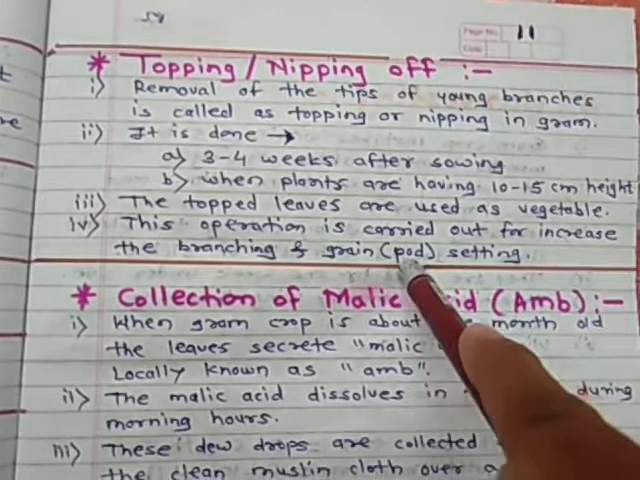 Page No. 11
Date
* Topping / Nipping off :-
i) Removal of the tips of young branches
is called as topping or nipping in gram.
ii) It is done →
a) 3-4 weeks after sowing
b) when plants are having 10-15 cm height
iii) The topped leaves are used as vegetable.
iv) This operation is carried out for increase
the branching & grain (pod) setting.
* Collection of Malic Acid (Amb) :-
i) When gram crop is about month old
the leaves secrete "malic
Locally known as "amb".
ii) The malic acid dissolves in during
morning hours.
iii) These dew drops are collected
the clean muslin cloth over